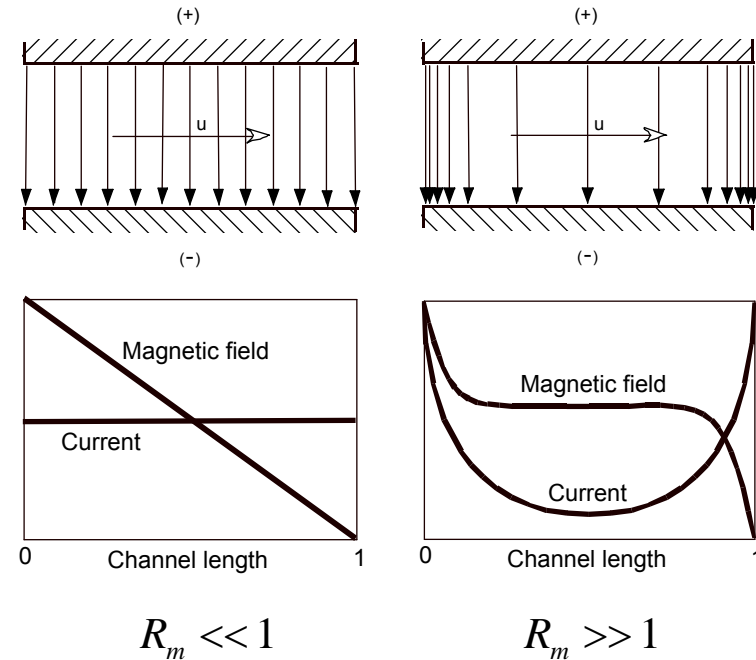 (+)
u
(-)
Magnetic field
Current
0
Channel length
1
R_m << 1
(+)
u
(-)
Magnetic field
Current
0
Channel length
1
R_m >> 1